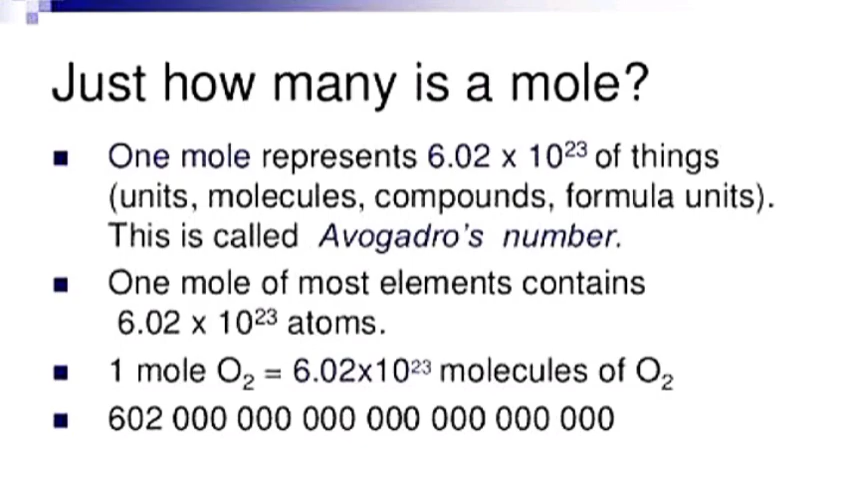 Just how many is a mole?
■ One mole represents 6.02 x 10²³ of things
(units, molecules, compounds, formula units).
This is called Avogadro's number.
■ One mole of most elements contains
6.02 x 10²³ atoms.
■ 1 mole O₂ = 6.02x10²³ molecules of O₂
■ 602 000 000 000 000 000 000 000